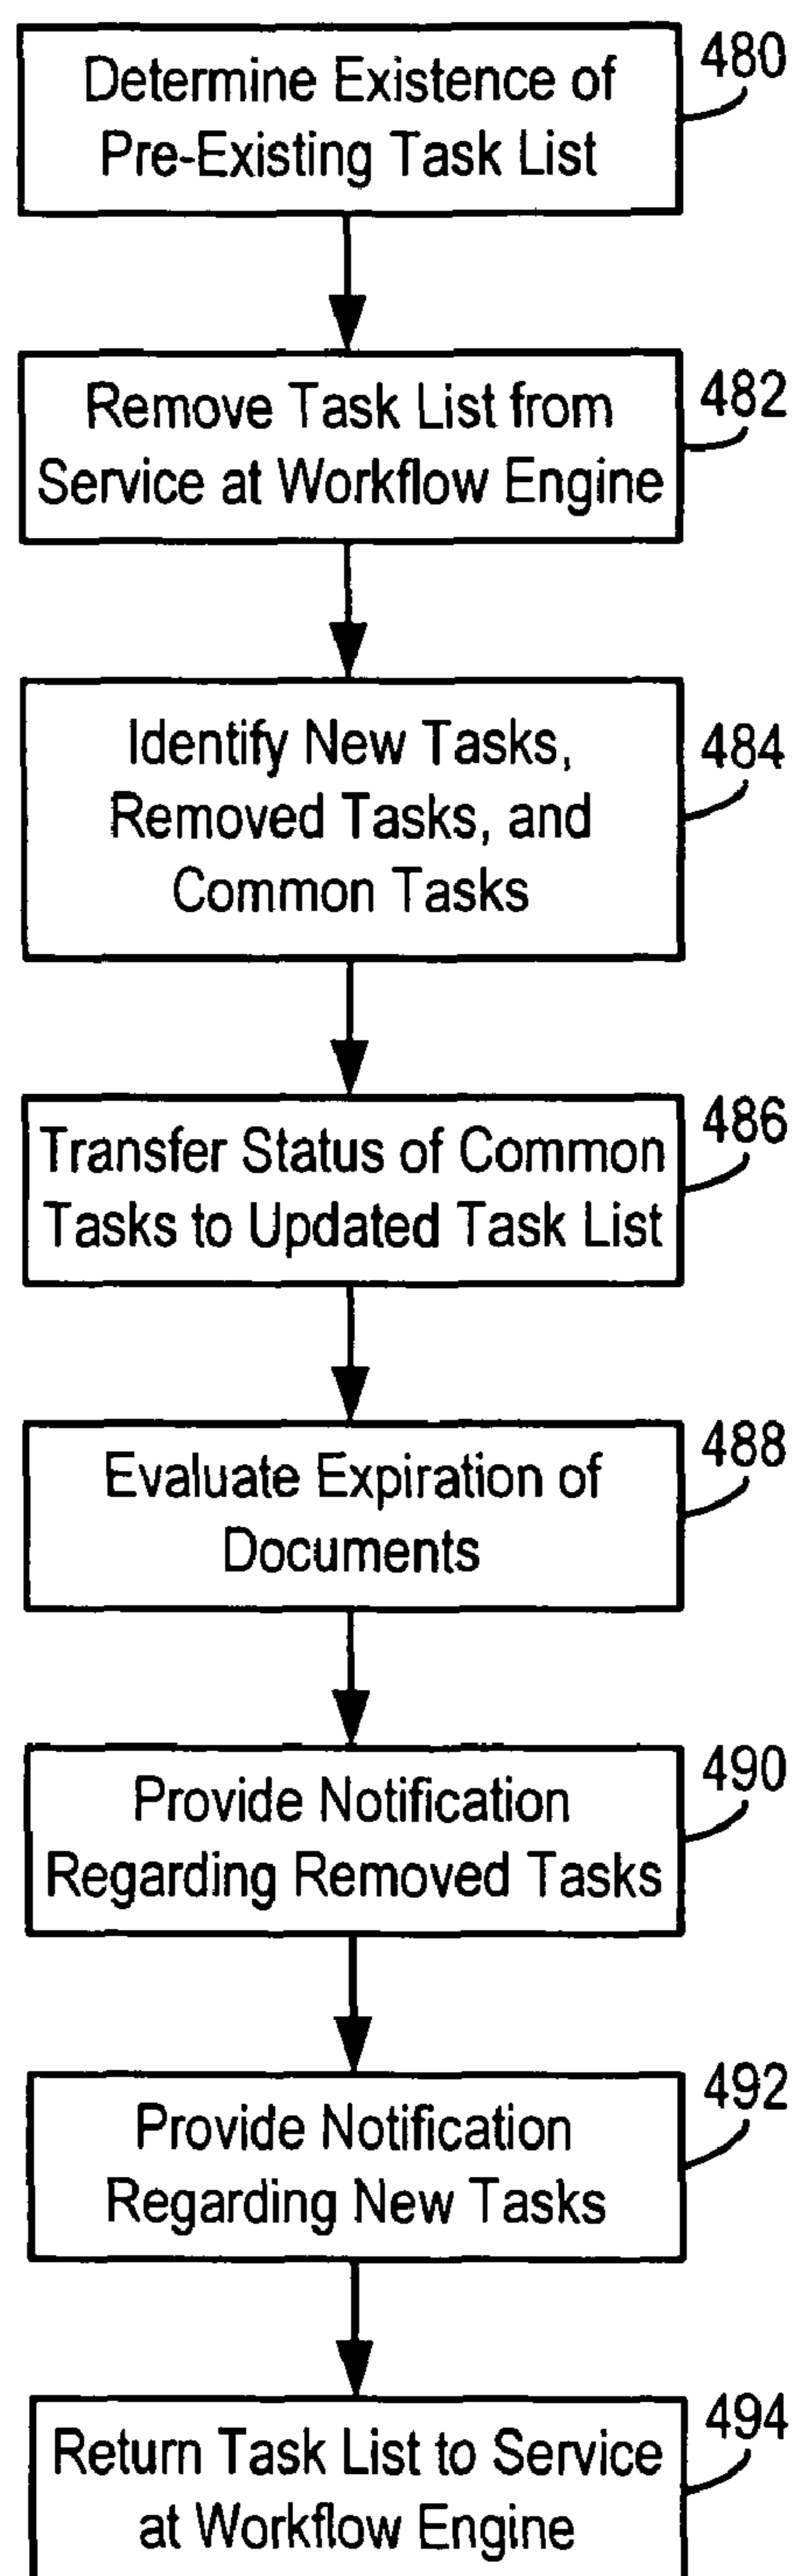 Determine Existence of
Pre-Existing Task List
480
Remove Task List from
Service at Workflow Engine
482
Identify New Tasks,
Removed Tasks, and
Common Tasks
484
Transfer Status of Common
Tasks to Updated Task List
486
Evaluate Expiration of
Documents
488
Provide Notification
Regarding Removed Tasks
490
Provide Notification
Regarding New Tasks
492
Return Task List to Service
at Workflow Engine
494